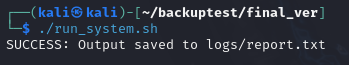 ┌──(kali㉿kali)-[~/backuptest/final_ver]
└─$ ./run_system.sh
SUCCESS: Output saved to logs/report.txt